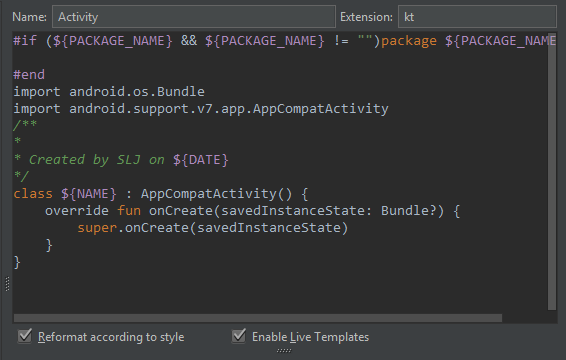 Name: Activity Extension: kt
#if (${PACKAGE_NAME} && ${PACKAGE_NAME} != "")package ${PACKAGE_NAME
#end
import android.os.Bundle
import android.support.v7.app.AppCompatActivity
/**
*
* Created by SLJ on ${DATE}
*/
class ${NAME} : AppCompatActivity() {
    override fun onCreate(savedInstanceState: Bundle?) {
        super.onCreate(savedInstanceState)
    }
}
Reformat according to style Enable Live Templates